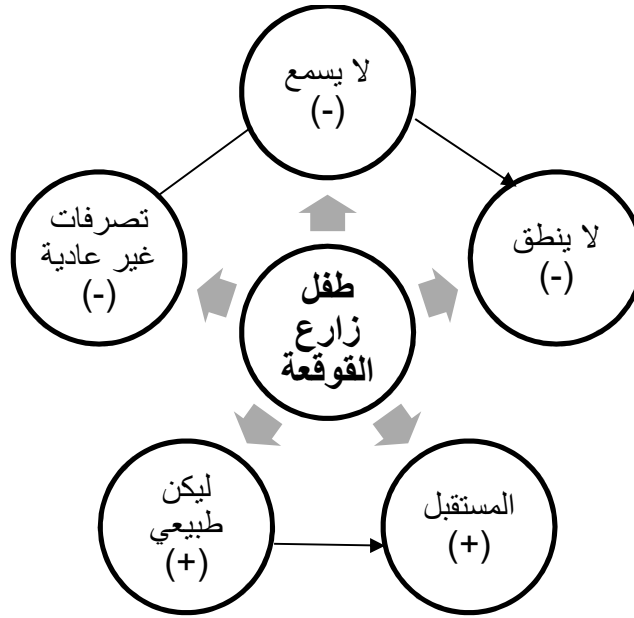 لا يسمع
(-)
تصرفات
غير عادية
(-)
لا ينطق
(-)
طفل
زارع
القوقعة
ليكن
طبيعي
(+)
المستقبل
(+)